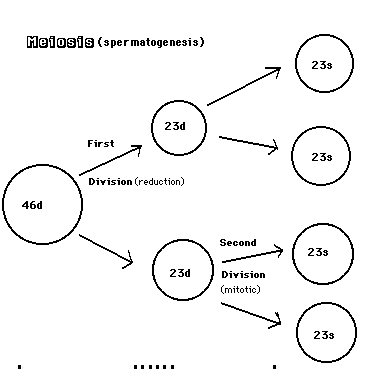 Meiosis (spermatogenesis)
23s
23d
First
23s
Division (reduction)
46d
Second
23s
23d
Division
(mitotic)
23s